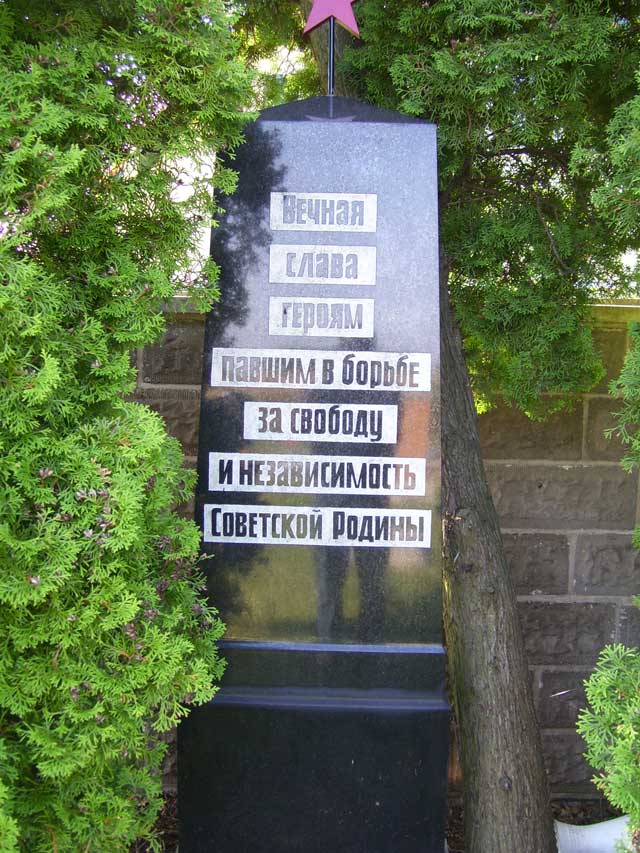 Вечная
слава
героям
павшим в борьбе
за свободу
и независимость
Советской Родины